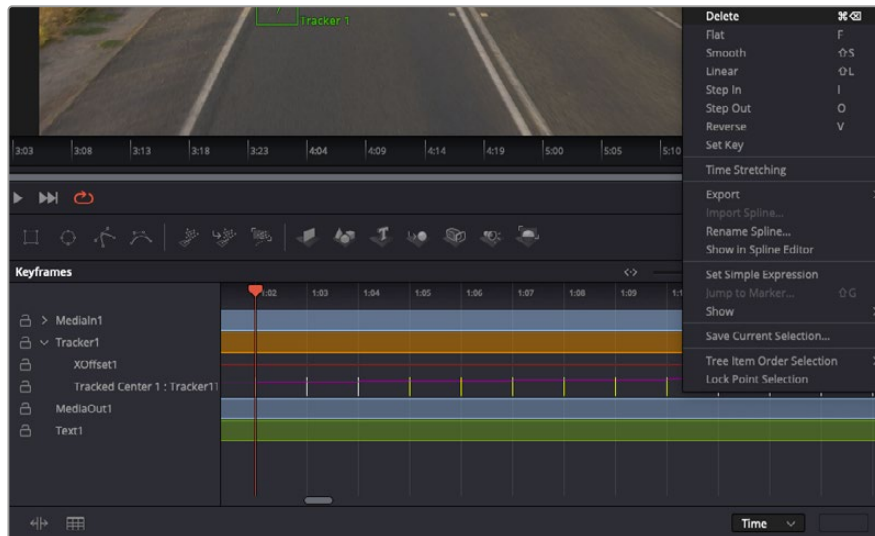 Tracker 1
Delete ⌘⌫
Flat F
Smooth ⇧S
Linear ⇧L
Step In I
Step Out O
Reverse V
Set Key
Time Stretching
Export
Import Spline...
Rename Spline...
Show in Spline Editor
Set Simple Expression
Jump to Marker... ⇧G
Show
Save Current Selection...
Tree Item Order Selection
Lock Point Selection
3:03 3:08 3:13 3:18 3:23 4:04 4:09 4:14 4:19 5:00 5:05 5:10
Keyframes
1:02 1:03 1:04 1:05 1:06 1:07 1:08 1:09
MediaIn1
Tracker1
XOffset1
Tracked Center 1 : Tracker1
MediaOut1
Text1
Time